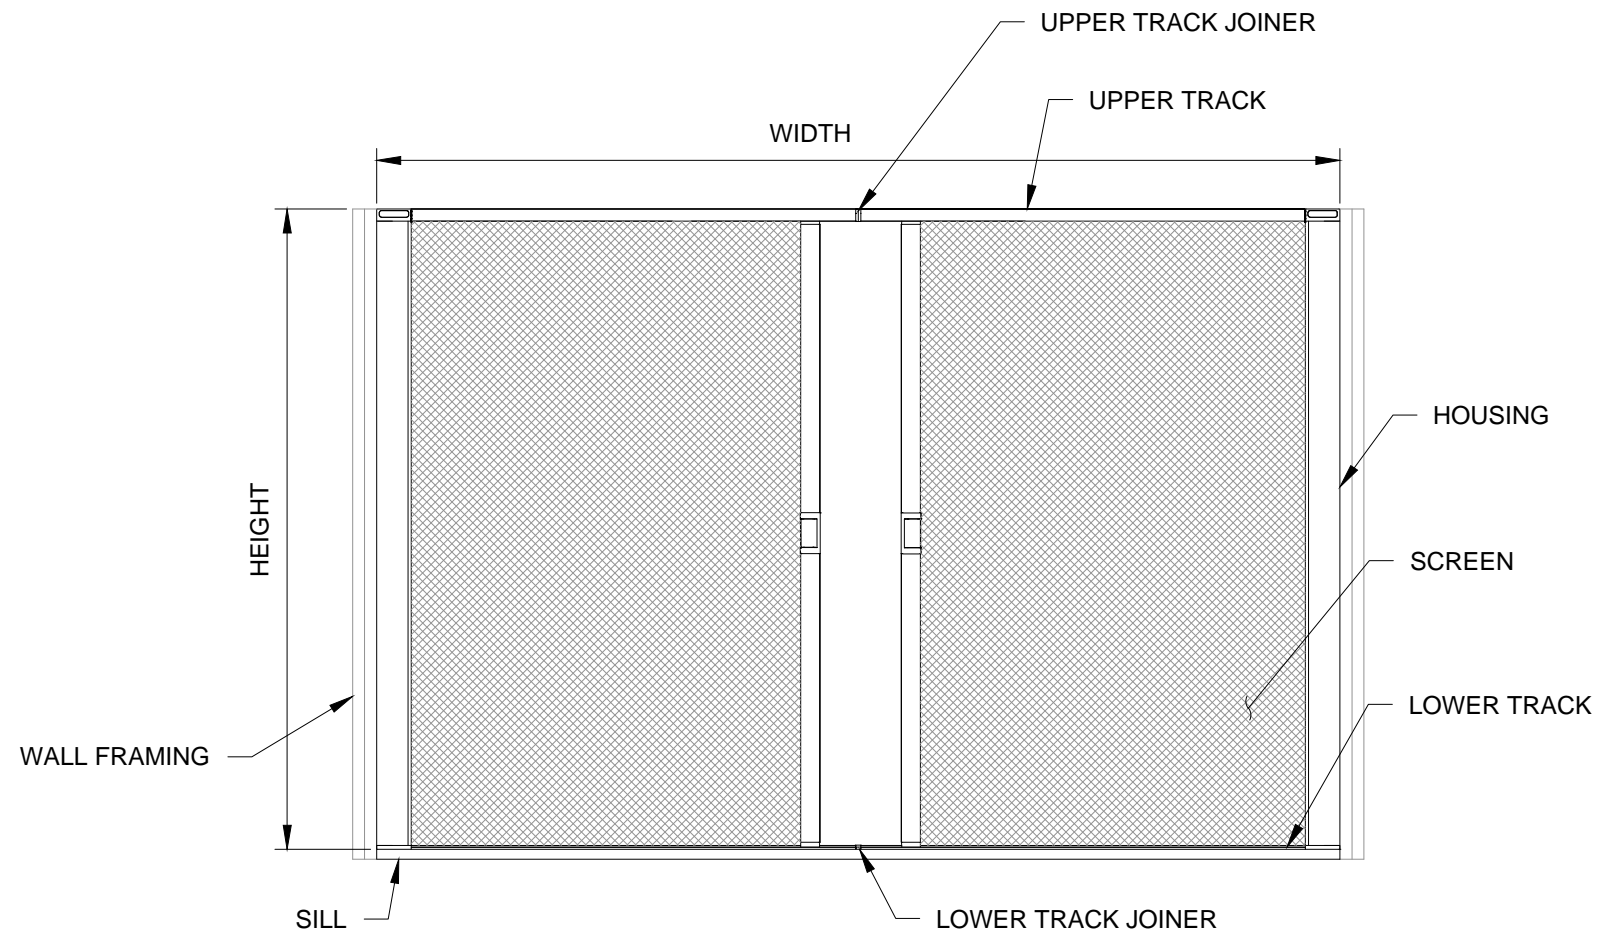 UPPER TRACK JOINER
UPPER TRACK
WIDTH
HOUSING
HEIGHT
SCREEN
LOWER TRACK
WALL FRAMING
SILL
LOWER TRACK JOINER